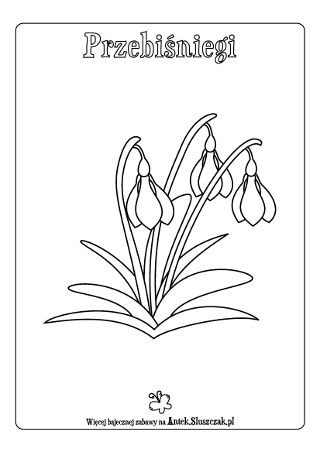 Przebiśniegi
Więcej bajecznej zabawy na Antek.Sluszczak.pl